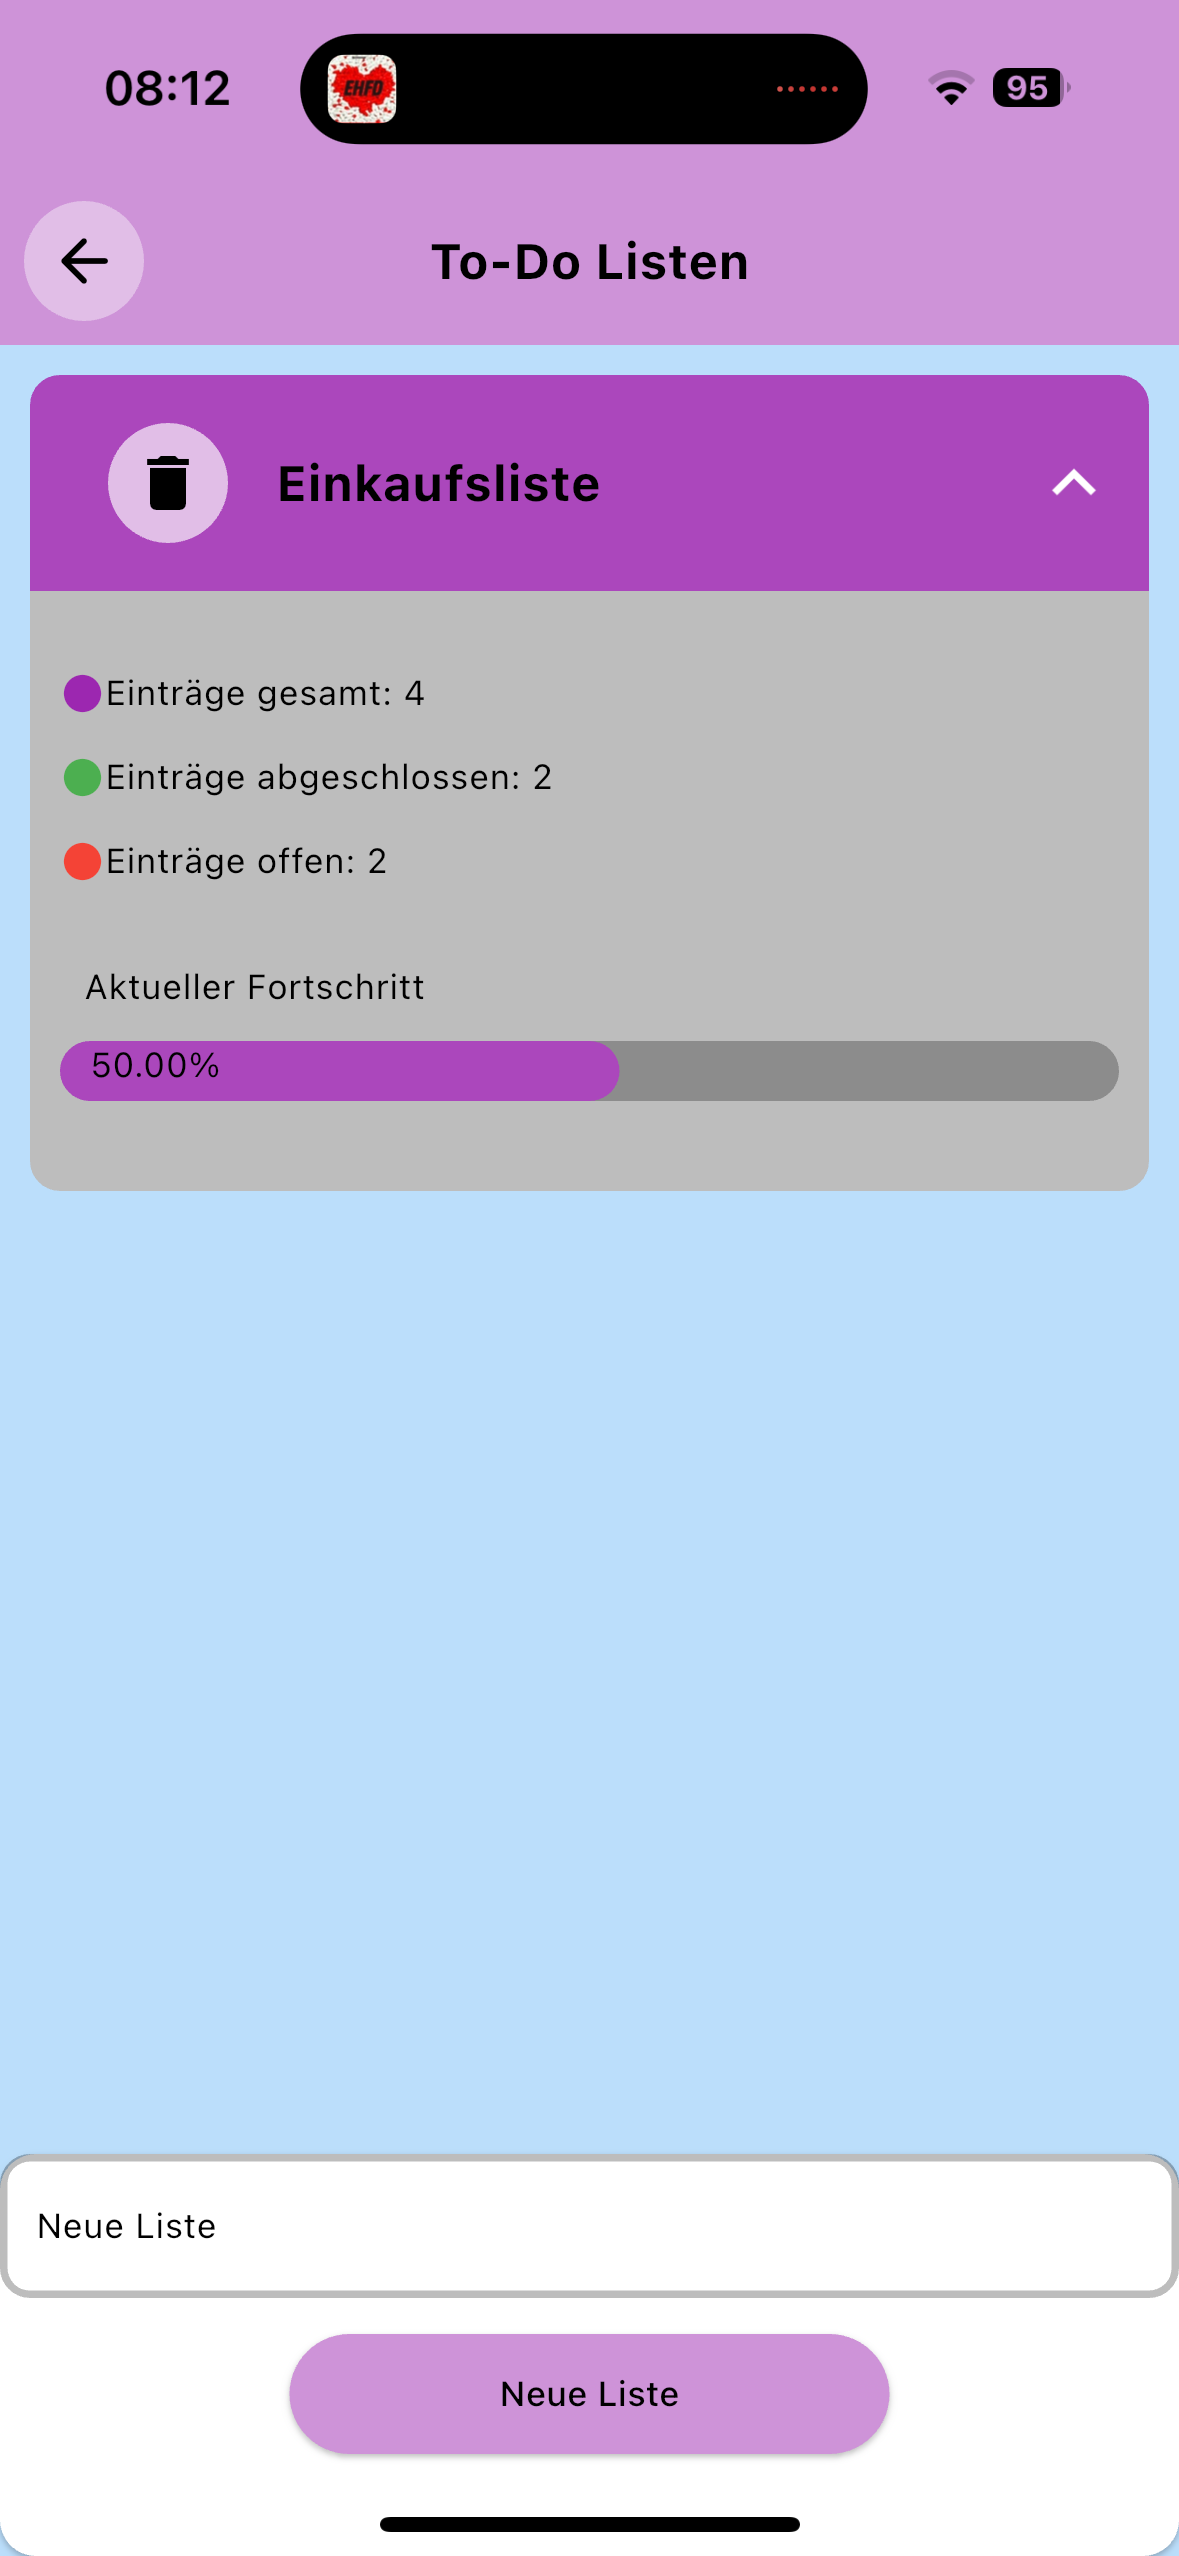 08:12
EHFD
95
To-Do Listen
Einkaufsliste
Einträge gesamt: 4
Einträge abgeschlossen: 2
Einträge offen: 2
Aktueller Fortschritt
50.00%
Neue Liste
Neue Liste